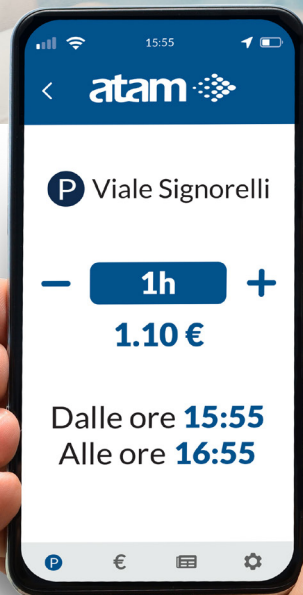 15:55
atam
P Viale Signorelli
− 1h +
1.10 €
Dalle ore 15:55
Alle ore 16:55
P €